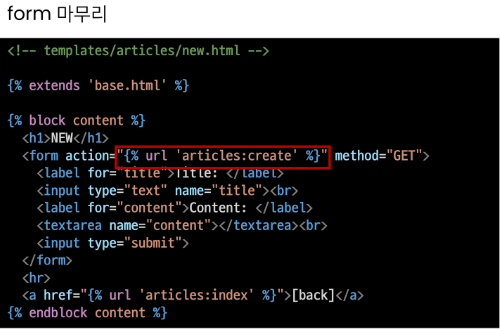 form 마무리
<!-- templates/articles/new.html -->
{% extends 'base.html' %}
{% block content %}
<h1>NEW</h1>
<form action="{% url 'articles:create' %}" method="GET">
<label for="title">Title: </label>
<input type="text" name="title"><br>
<label for="content">Content: </label>
<textarea name="content"></textarea><br>
<input type="submit">
</form>
<hr>
<a href="{% url 'articles:index' %}">[back]</a>
{% endblock content %}